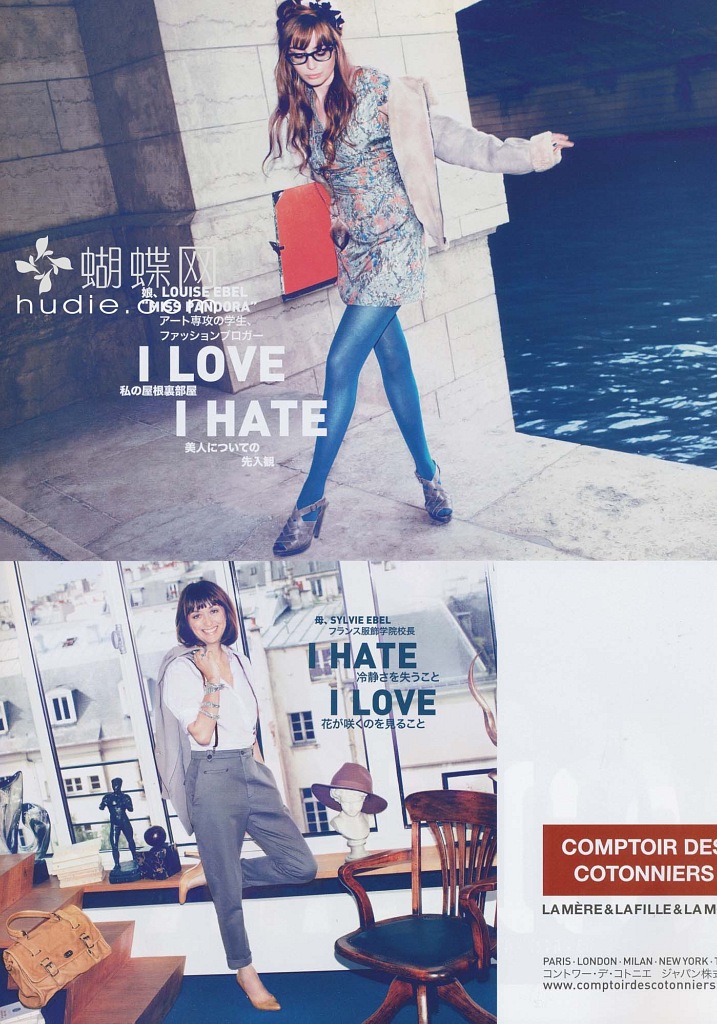 蝴蝶网
hudie.
娘、LOUISE EBEL
"MISS PANDORA"
アート専攻の学生、
ファッションブロガー
I LOVE
私の屋根裏部屋
I HATE
美人についての
先入観
母、SYLVIE EBEL
フランス服飾学院校長
I HATE
冷静さを失うこと
I LOVE
花が咲くのを見ること
COMPTOIR DES
COTONNIERS
LA MÈRE & LA FILLE & LA M
PARIS · LONDON · MILAN · NEW YORK · T
コントワー・デ・コトニエ ジャパン株式
www.comptoirdescotonniers